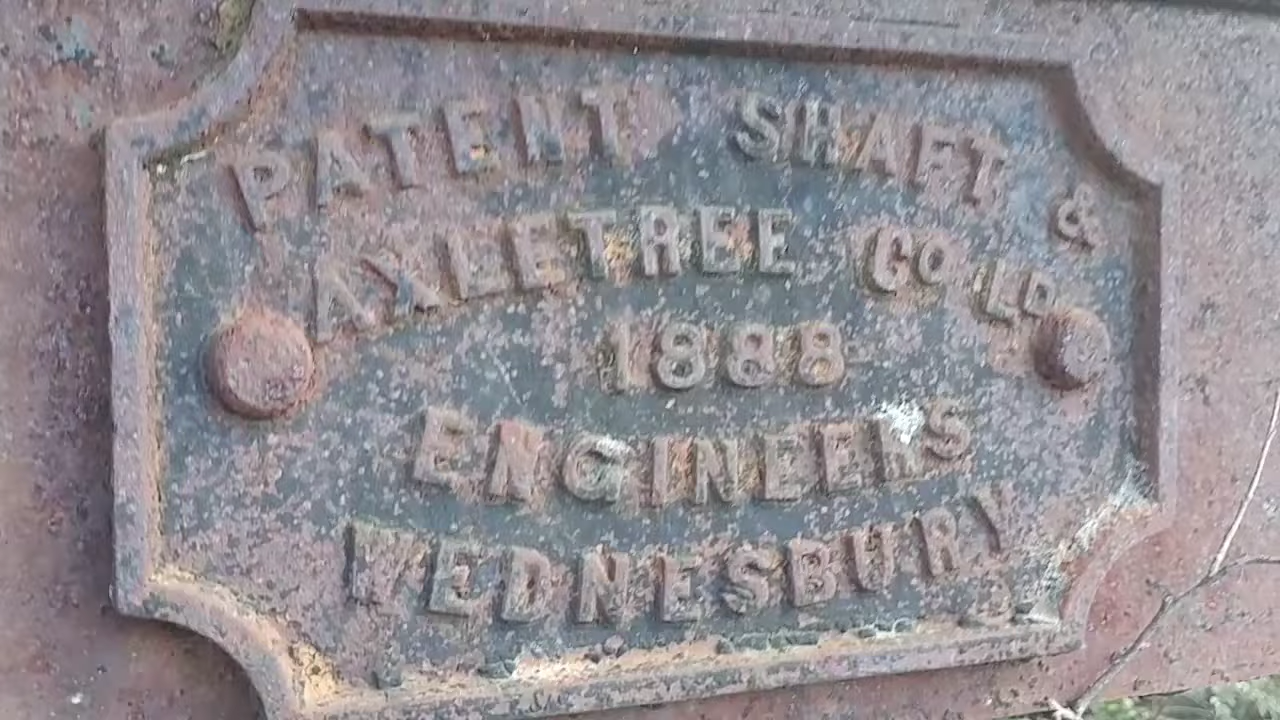 PATENT SHAFT &
AXLETREE CO LD
1888
ENGINEERS
WEDNESBURY